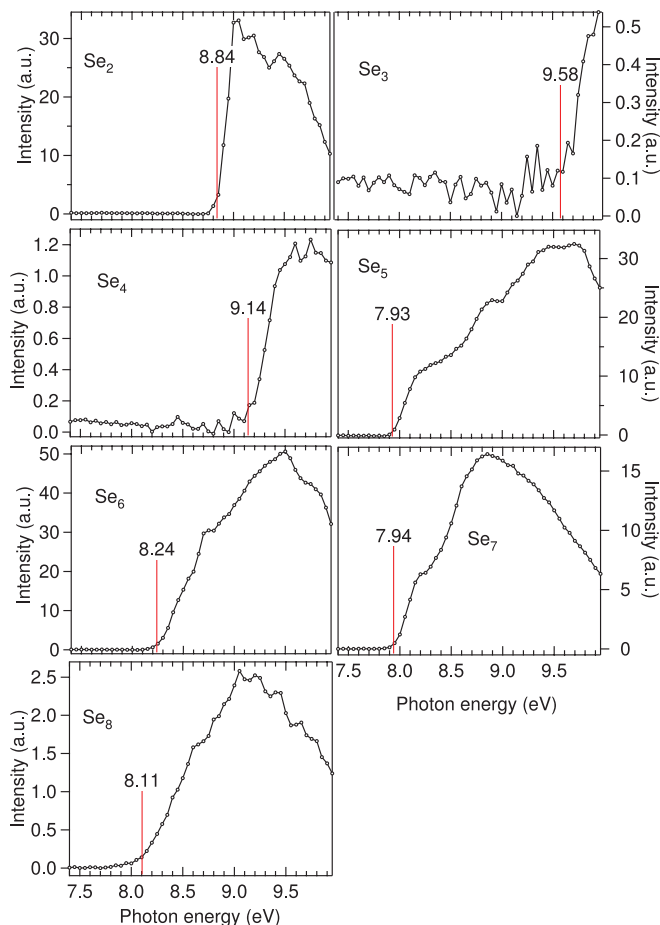 30
20
10
0
Intensity (a.u.)
Se2
8.84
0.5
0.4
0.3
0.2
0.1
0.0
Intensity (a.u.)
Se3
9.58
1.2
1.0
0.8
0.6
0.4
0.2
0.0
Intensity (a.u.)
Se4
9.14
30
20
10
0
Intensity (a.u.)
Se5
7.93
50
40
30
20
10
0
Intensity (a.u.)
Se6
8.24
15
10
5
0
Intensity (a.u.)
Se7
7.94
7.5 8.0 8.5 9.0 9.5
Photon energy (eV)
2.5
2.0
1.5
1.0
0.5
0.0
Intensity (a.u.)
Se8
8.11
7.5 8.0 8.5 9.0 9.5
Photon energy (eV)